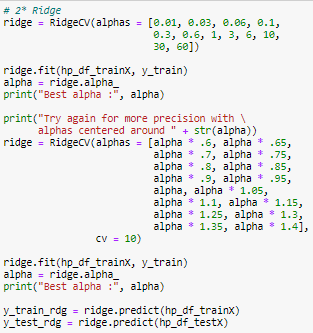 # 2* Ridge
ridge = RidgeCV(alphas = [0.01, 0.03, 0.06, 0.1,
0.3, 0.6, 1, 3, 6, 10,
30, 60])
ridge.fit(hp_df_trainX, y_train)
alpha = ridge.alpha_
print("Best alpha :", alpha)
print("Try again for more precision with \
alphas centered around " + str(alpha))
ridge = RidgeCV(alphas = [alpha * .6, alpha * .65,
alpha * .7, alpha * .75,
alpha * .8, alpha * .85,
alpha * .9, alpha * .95,
alpha, alpha * 1.05,
alpha * 1.1, alpha * 1.15,
alpha * 1.25, alpha * 1.3,
alpha * 1.35, alpha * 1.4],
cv = 10)
ridge.fit(hp_df_trainX, y_train)
alpha = ridge.alpha_
print("Best alpha :", alpha)
y_train_rdg = ridge.predict(hp_df_trainX)
y_test_rdg = ridge.predict(hp_df_testX)